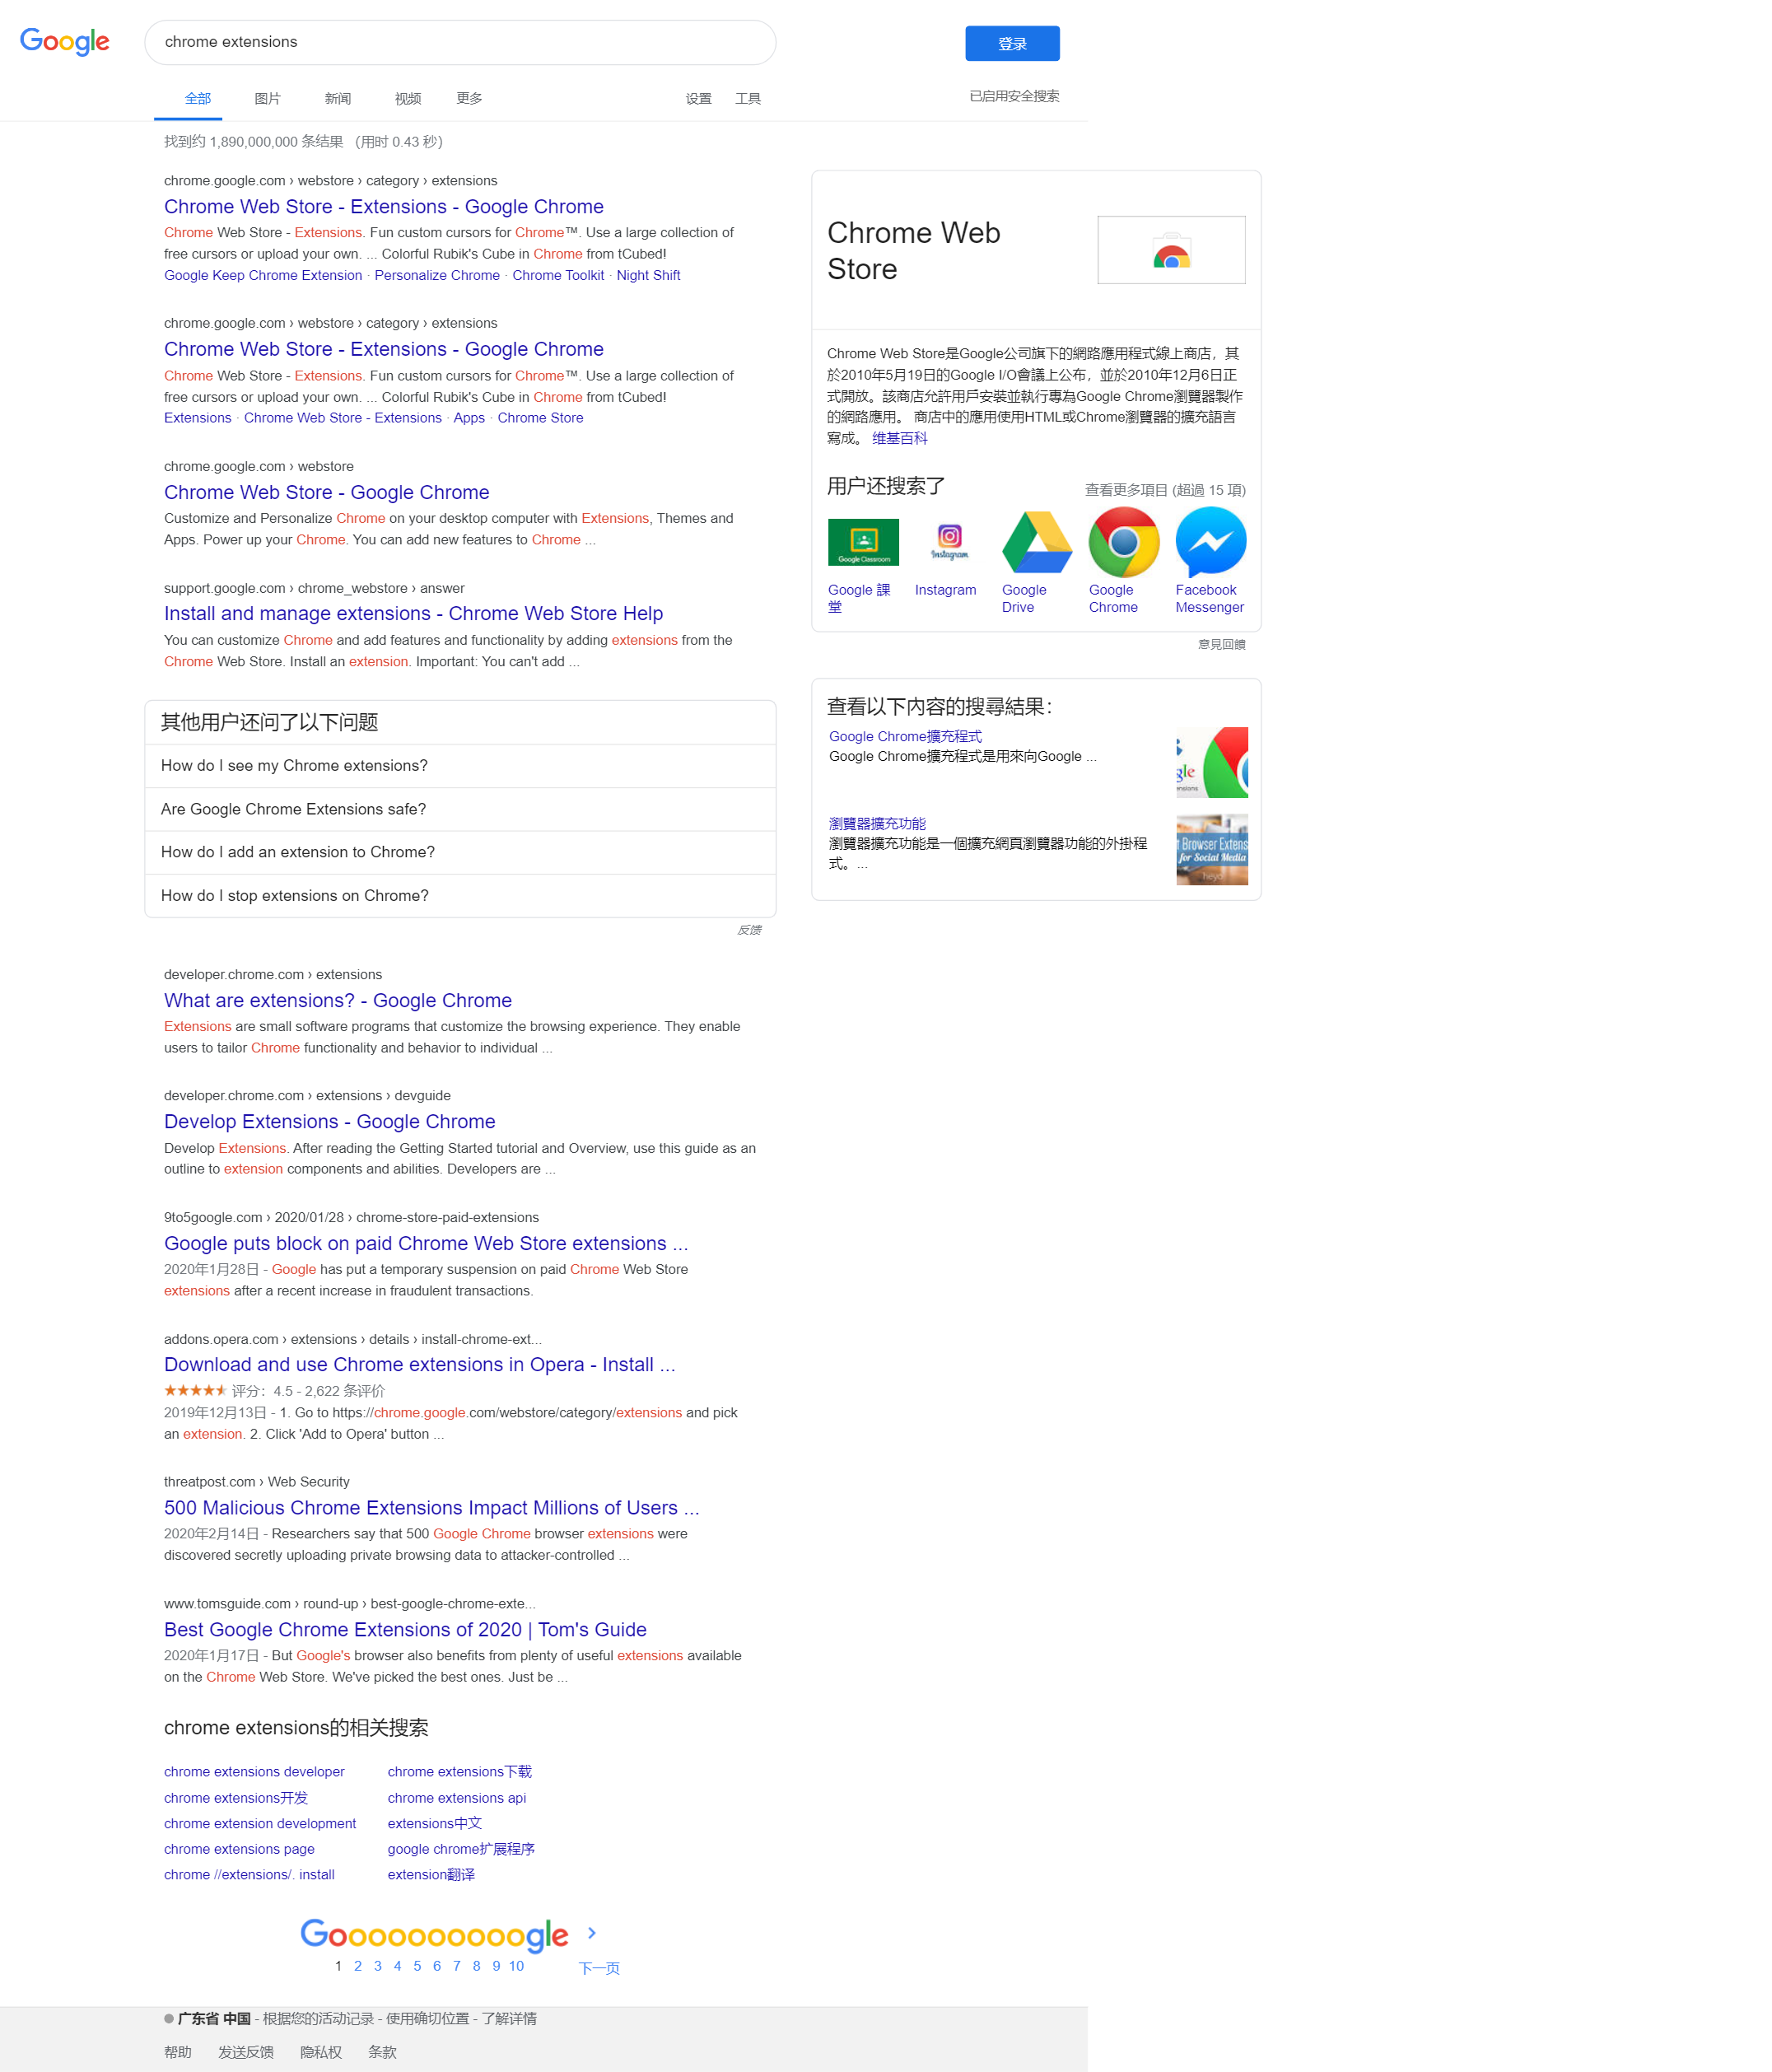 Google
chrome extensions
登录
全部 图片 新闻 视频 更多 设置 工具
已启用安全搜索
找到约 1,890,000,000 条结果 （用时 0.43 秒）
chrome.google.com › webstore › category › extensions
Chrome Web Store - Extensions - Google Chrome
Chrome Web Store - Extensions. Fun custom cursors for Chrome™. Use a large collection of
free cursors or upload your own. ... Colorful Rubik's Cube in Chrome from tCubed!
Google Keep Chrome Extension · Personalize Chrome · Chrome Toolkit · Night Shift
chrome.google.com › webstore › category › extensions
Chrome Web Store - Extensions - Google Chrome
Chrome Web Store - Extensions. Fun custom cursors for Chrome™. Use a large collection of
free cursors or upload your own. ... Colorful Rubik's Cube in Chrome from tCubed!
Extensions · Chrome Web Store - Extensions · Apps · Chrome Store
chrome.google.com › webstore
Chrome Web Store - Google Chrome
Customize and Personalize Chrome on your desktop computer with Extensions, Themes and
Apps. Power up your Chrome. You can add new features to Chrome ...
support.google.com › chrome_webstore › answer
Install and manage extensions - Chrome Web Store Help
You can customize Chrome and add features and functionality by adding extensions from the
Chrome Web Store. Install an extension. Important: You can't add ...
其他用户还问了以下问题
How do I see my Chrome extensions?
Are Google Chrome Extensions safe?
How do I add an extension to Chrome?
How do I stop extensions on Chrome?
反馈
developer.chrome.com › extensions
What are extensions? - Google Chrome
Extensions are small software programs that customize the browsing experience. They enable
users to tailor Chrome functionality and behavior to individual ...
developer.chrome.com › extensions › devguide
Develop Extensions - Google Chrome
Develop Extensions. After reading the Getting Started tutorial and Overview, use this guide as an
outline to extension components and abilities. Developers are ...
9to5google.com › 2020/01/28 › chrome-store-paid-extensions
Google puts block on paid Chrome Web Store extensions ...
2020年1月28日 - Google has put a temporary suspension on paid Chrome Web Store
extensions after a recent increase in fraudulent transactions.
addons.opera.com › extensions › details › install-chrome-ext...
Download and use Chrome extensions in Opera - Install ...
评分：4.5 - 2,622 条评价
2019年12月13日 - 1. Go to https://chrome.google.com/webstore/category/extensions and pick
an extension. 2. Click 'Add to Opera' button ...
threatpost.com › Web Security
500 Malicious Chrome Extensions Impact Millions of Users ...
2020年2月14日 - Researchers say that 500 Google Chrome browser extensions were
discovered secretly uploading private browsing data to attacker-controlled ...
www.tomsguide.com › round-up › best-google-chrome-exte...
Best Google Chrome Extensions of 2020 | Tom's Guide
2020年1月17日 - But Google's browser also benefits from plenty of useful extensions available
on the Chrome Web Store. We've picked the best ones. Just be ...
chrome extensions的相关搜索
chrome extensions developer chrome extensions下载
chrome extensions开发 chrome extensions api
chrome extension development extensions中文
chrome extensions page google chrome扩展程序
chrome //extensions/. install extension翻译
Goooooooooogle
1 2 3 4 5 6 7 8 9 10 下一页
广东省 中国 - 根据您的活动记录 - 使用确切位置 - 了解详情
帮助 发送反馈 隐私权 条款
Chrome Web
Store
Chrome Web Store是Google公司旗下的網路應用程式線上商店，其
於2010年5月19日的Google I/O會議上公布，並於2010年12月6日正
式開放。該商店允許用戶安裝並執行專為Google Chrome瀏覽器製作
的網路應用。 商店中的應用使用HTML或Chrome瀏覽器的擴充語言
寫成。 维基百科
用户还搜索了
查看更多項目 (超過 15 項)
Google Classroom
Instagram
Google 課
堂
Instagram
Google
Drive
Google
Chrome
Facebook
Messenger
意見回饋
查看以下內容的搜尋結果：
Google Chrome擴充程式
Google Chrome擴充程式是用來向Google ...
gle
ensions
瀏覽器擴充功能
瀏覽器擴充功能是一個擴充網頁瀏覽器功能的外掛程
式。...
Browser Extens
for Social Media
heyo